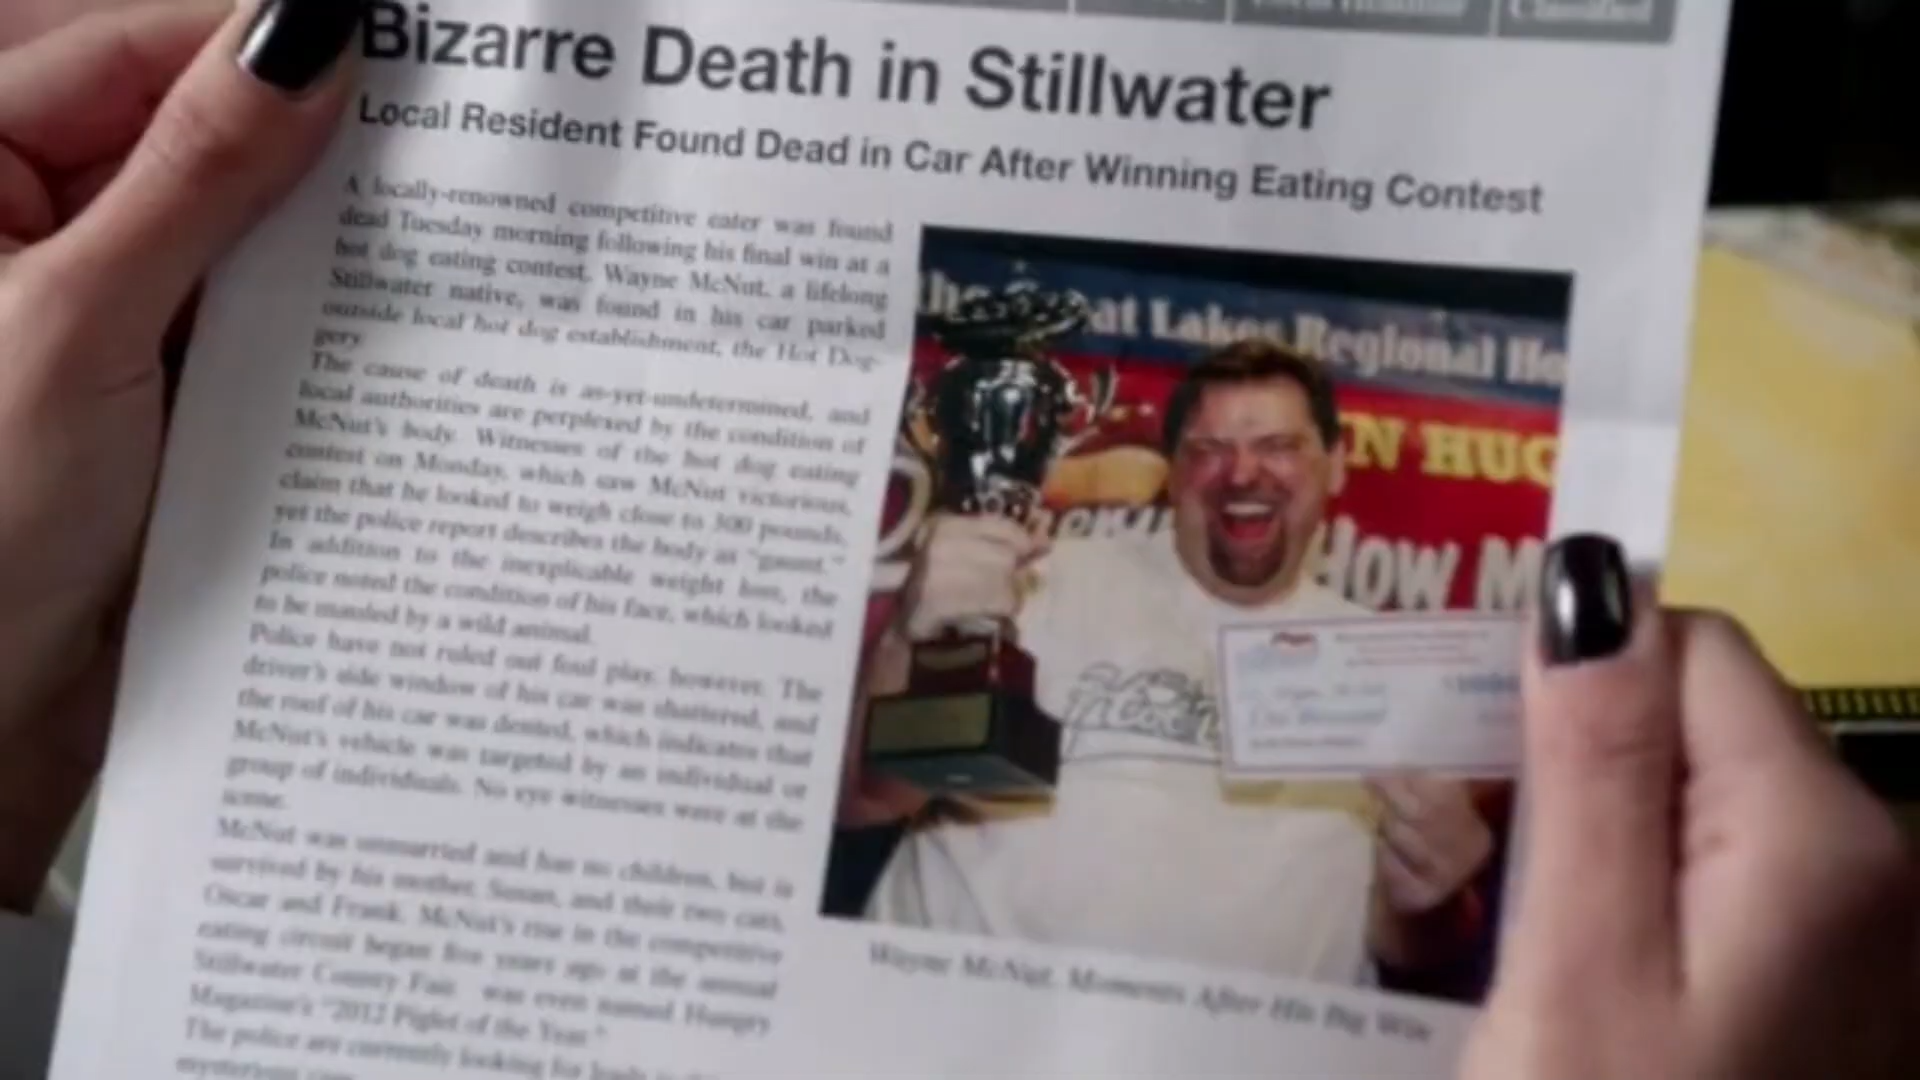 Classified
Bizarre Death in Stillwater
Local Resident Found Dead in Car After Winning Eating Contest
A locally-renowned competitive eater was found
dead Tuesday morning following his final win at a
hot dog eating contest. Wayne McNut, a lifelong
Stillwater native, was found in his car parked
outside local hot dog establishment, the Hot Dog-
gery.
The cause of death is as-yet-undetermined, and
local authorities are perplexed by the condition of
McNut's body. Witnesses of the hot dog eating
contest on Monday, which saw McNut victorious,
claim that he looked to weigh close to 300 pounds,
yet the police report describes the body as "gaunt."
In addition to the inexplicable weight loss, the
police noted the condition of his face, which looked
to be mauled by a wild animal.
Police have not ruled out foul play, however. The
driver's side window of his car was shattered, and
the roof of his car was dented, which indicates that
McNut's vehicle was targeted by an individual or
group of individuals. No eye witnesses were at the
scene.
McNut was unmarried and has no children, but is
survived by his mother, Susan, and their two cats,
Oscar and Frank. McNut's rise in the competitive
eating circuit began five years ago at the annual
Stillwater County Fair. was even named Hungry
Magazine's "2012 Piglet of the Year."
The police are currently looking for leads
mysterious
he Great Lakes Regional Ho
N HUG
HOW M
Wayne McNut, Moments After His Big Win